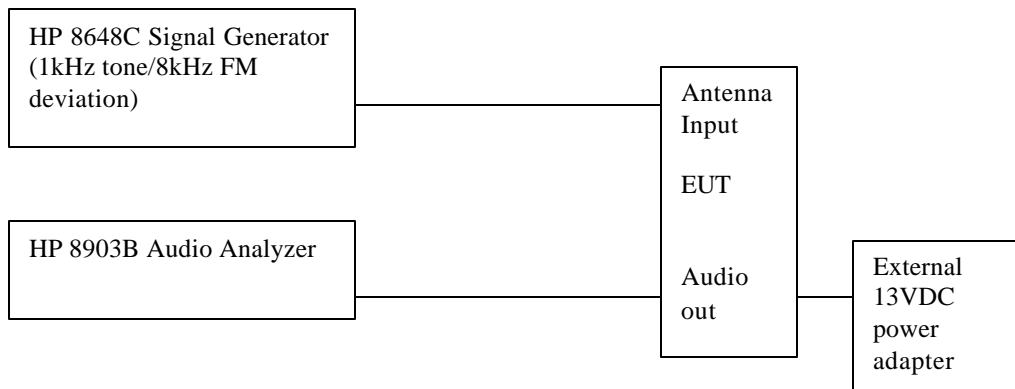 HP 8648C Signal Generator
(1kHz tone/8kHz FM
deviation)
Antenna
Input
EUT
HP 8903B Audio Analyzer
Audio
out
External
13VDC
power
adapter